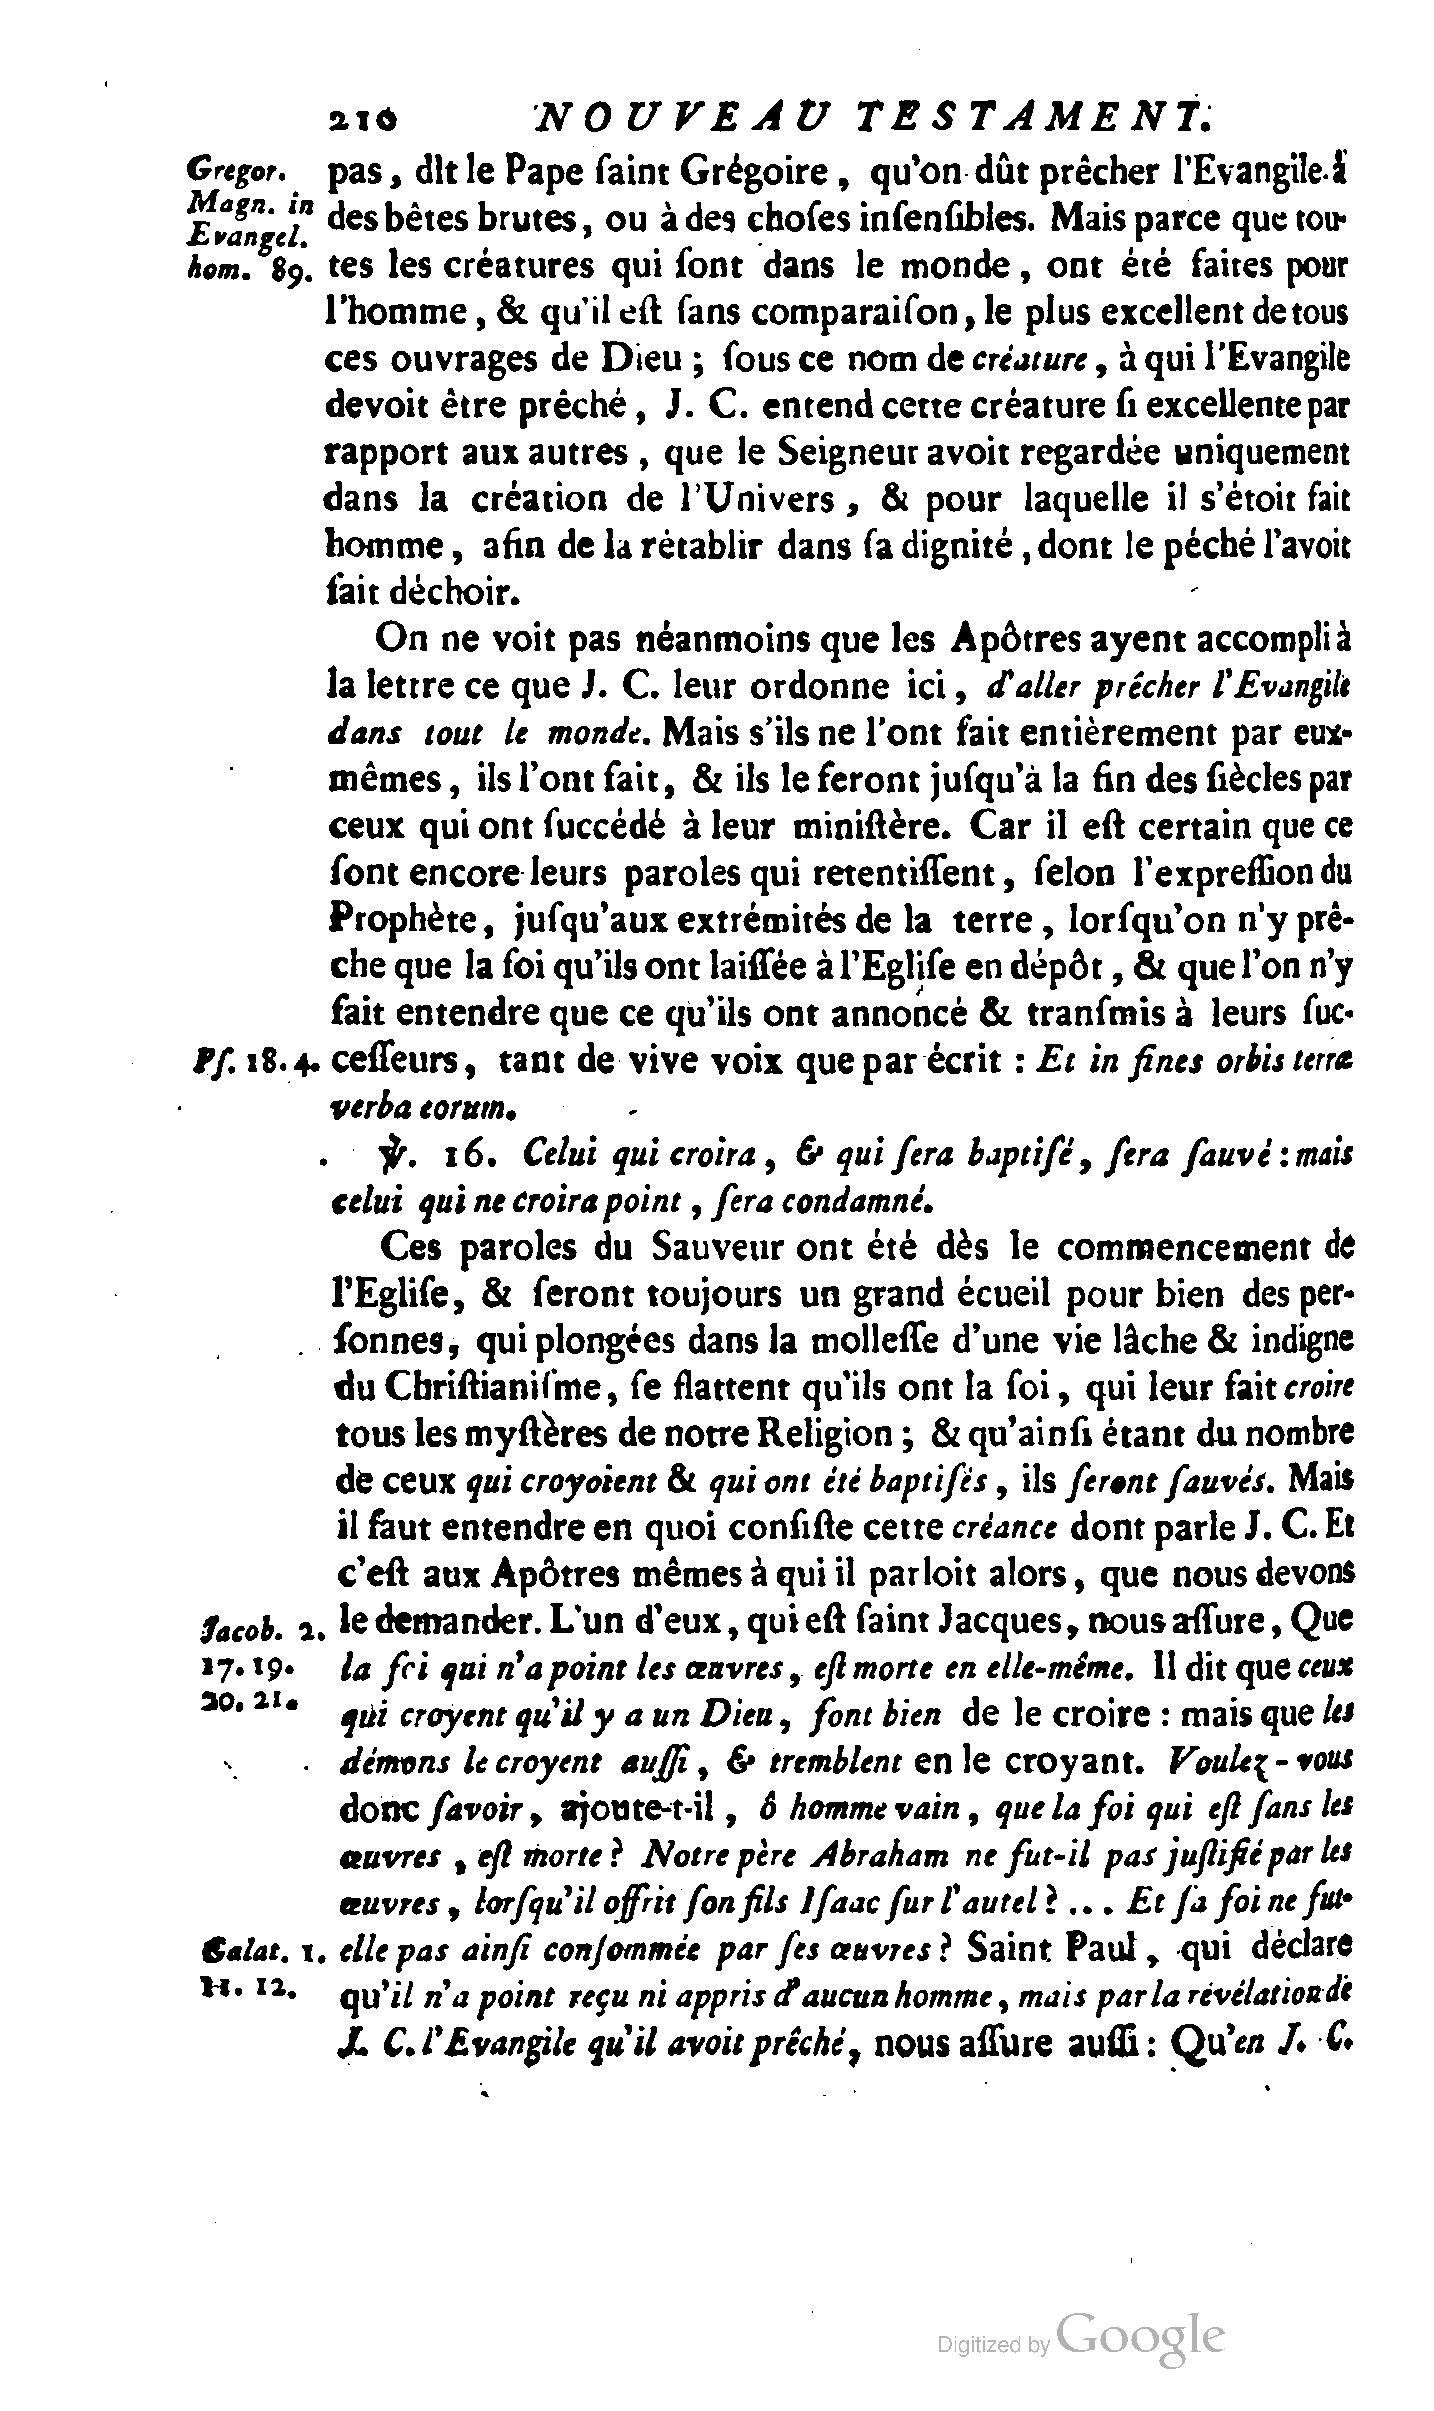 210 NOUVEAU TESTAMENT.
Gregor. pas, dit le Pape ſaint Grégoire, qu'on dût prêcher l'Evangile à
Magn. in
Evangel. des bêtes brutes, ou à des choſes inſenſibles. Mais parce que tou-
hom. 89. tes les créatures qui ſont dans le monde, ont été faites pour
l'homme, & qu'il eſt ſans comparaiſon, le plus excellent de tous
ces ouvrages de Dieu ; ſous ce nom de créature, à qui l'Evangile
devoit être prêché, J. C. entend cette créature ſi excellente par
rapport aux autres, que le Seigneur avoit regardée uniquement
dans la création de l'Univers, & pour laquelle il s'étoit fait
homme, afin de la rétablir dans ſa dignité, dont le péché l'avoit
fait déchoir.
On ne voit pas néanmoins que les Apôtres ayent accompli à
la lettre ce que J. C. leur ordonne ici, d'aller prêcher l'Evangile
dans tout le monde. Mais s'ils ne l'ont fait entièrement par eux-
mêmes, ils l'ont fait, & ils le feront juſqu'à la fin des ſiècles par
ceux qui ont ſuccédé à leur miniſtère. Car il eſt certain que ce
ſont encore leurs paroles qui retentiſſent, ſelon l'expreſſion du
Prophète, juſqu'aux extrémités de la terre, lorſqu'on n'y prê-
che que la foi qu'ils ont laiſſée à l'Egliſe en dépôt, & que l'on n'y
fait entendre que ce qu'ils ont annoncé & tranſmis à leurs ſuc-
Pſ. 18. 4. ceſſeurs, tant de vive voix que par écrit : Et in fines orbis terræ
verba eorum.
℣. 16. Celui qui croira, & qui ſera baptiſé, ſera ſauvé : mais
celui qui ne croira point, ſera condamné.
Ces paroles du Sauveur ont été dès le commencement de
l'Egliſe, & ſeront toujours un grand écueil pour bien des per-
ſonnes, qui plongées dans la molleſſe d'une vie lâche & indigne
du Chriſtianiſme, ſe flattent qu'ils ont la foi, qui leur fait croire
tous les myſtères de notre Religion ; & qu'ainſi étant du nombre
de ceux qui croyoient & qui ont été baptiſés, ils ſeront ſauvés. Mais
il faut entendre en quoi conſiſte cette créance dont parle J. C. Et
c'eſt aux Apôtres mêmes à qui il parloit alors, que nous devons
Jacob. 2. le demander. L'un d'eux, qui eſt ſaint Jacques, nous aſſure, Que
17. 19. la foi qui n'a point les œuvres, eſt morte en elle-même. Il dit que ceux
20. 21. qui croyent qu'il y a un Dieu, font bien de le croire : mais que les
démons le croyent auſſi, & tremblent en le croyant. Voulez-vous
donc ſavoir, ajoute-t-il, ô homme vain, que la foi qui eſt ſans les
œuvres, eſt morte ? Notre père Abraham ne fut-il pas juſtifié par les
œuvres, lorſqu'il offrit ſon fils Iſaac ſur l'autel ? ... Et ſa foi ne fut-
Galat. 1. elle pas ainſi conſommée par ſes œuvres ? Saint Paul, qui déclare
11. 12. qu'il n'a point reçu ni appris d'aucun homme, mais par la révélation de
J. C. l'Evangile qu'il avoit prêché, nous aſſure auſſi : Qu'en J. C.
Digitized by Google